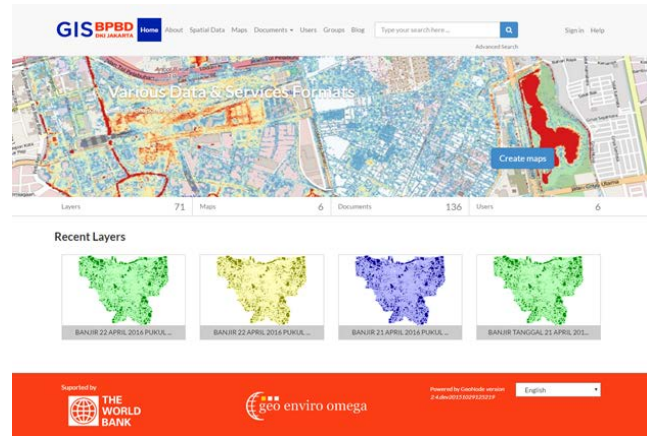 GIS BPBD DKI JAKARTA
Home About Spatial Data Maps Documents Users Groups Blog
Type your search here ...
Sign in Help
Advanced Search
Various Data & Services Formats
Create maps
Layers 71 Maps 6 Documents 136 Users 6
Recent Layers
BANJIR 22 APRIL 2016 PUKUL ...
BANJIR 22 APRIL 2016 PUKUL ...
BANJIR 21 APRIL 2016 PUKUL ...
BANJIR TANGGAL 21 APRIL 201...
Suported by
THE
WORLD
BANK
geo enviro omega
Powered by GeoNode version
2.4.dev20151029125219
English